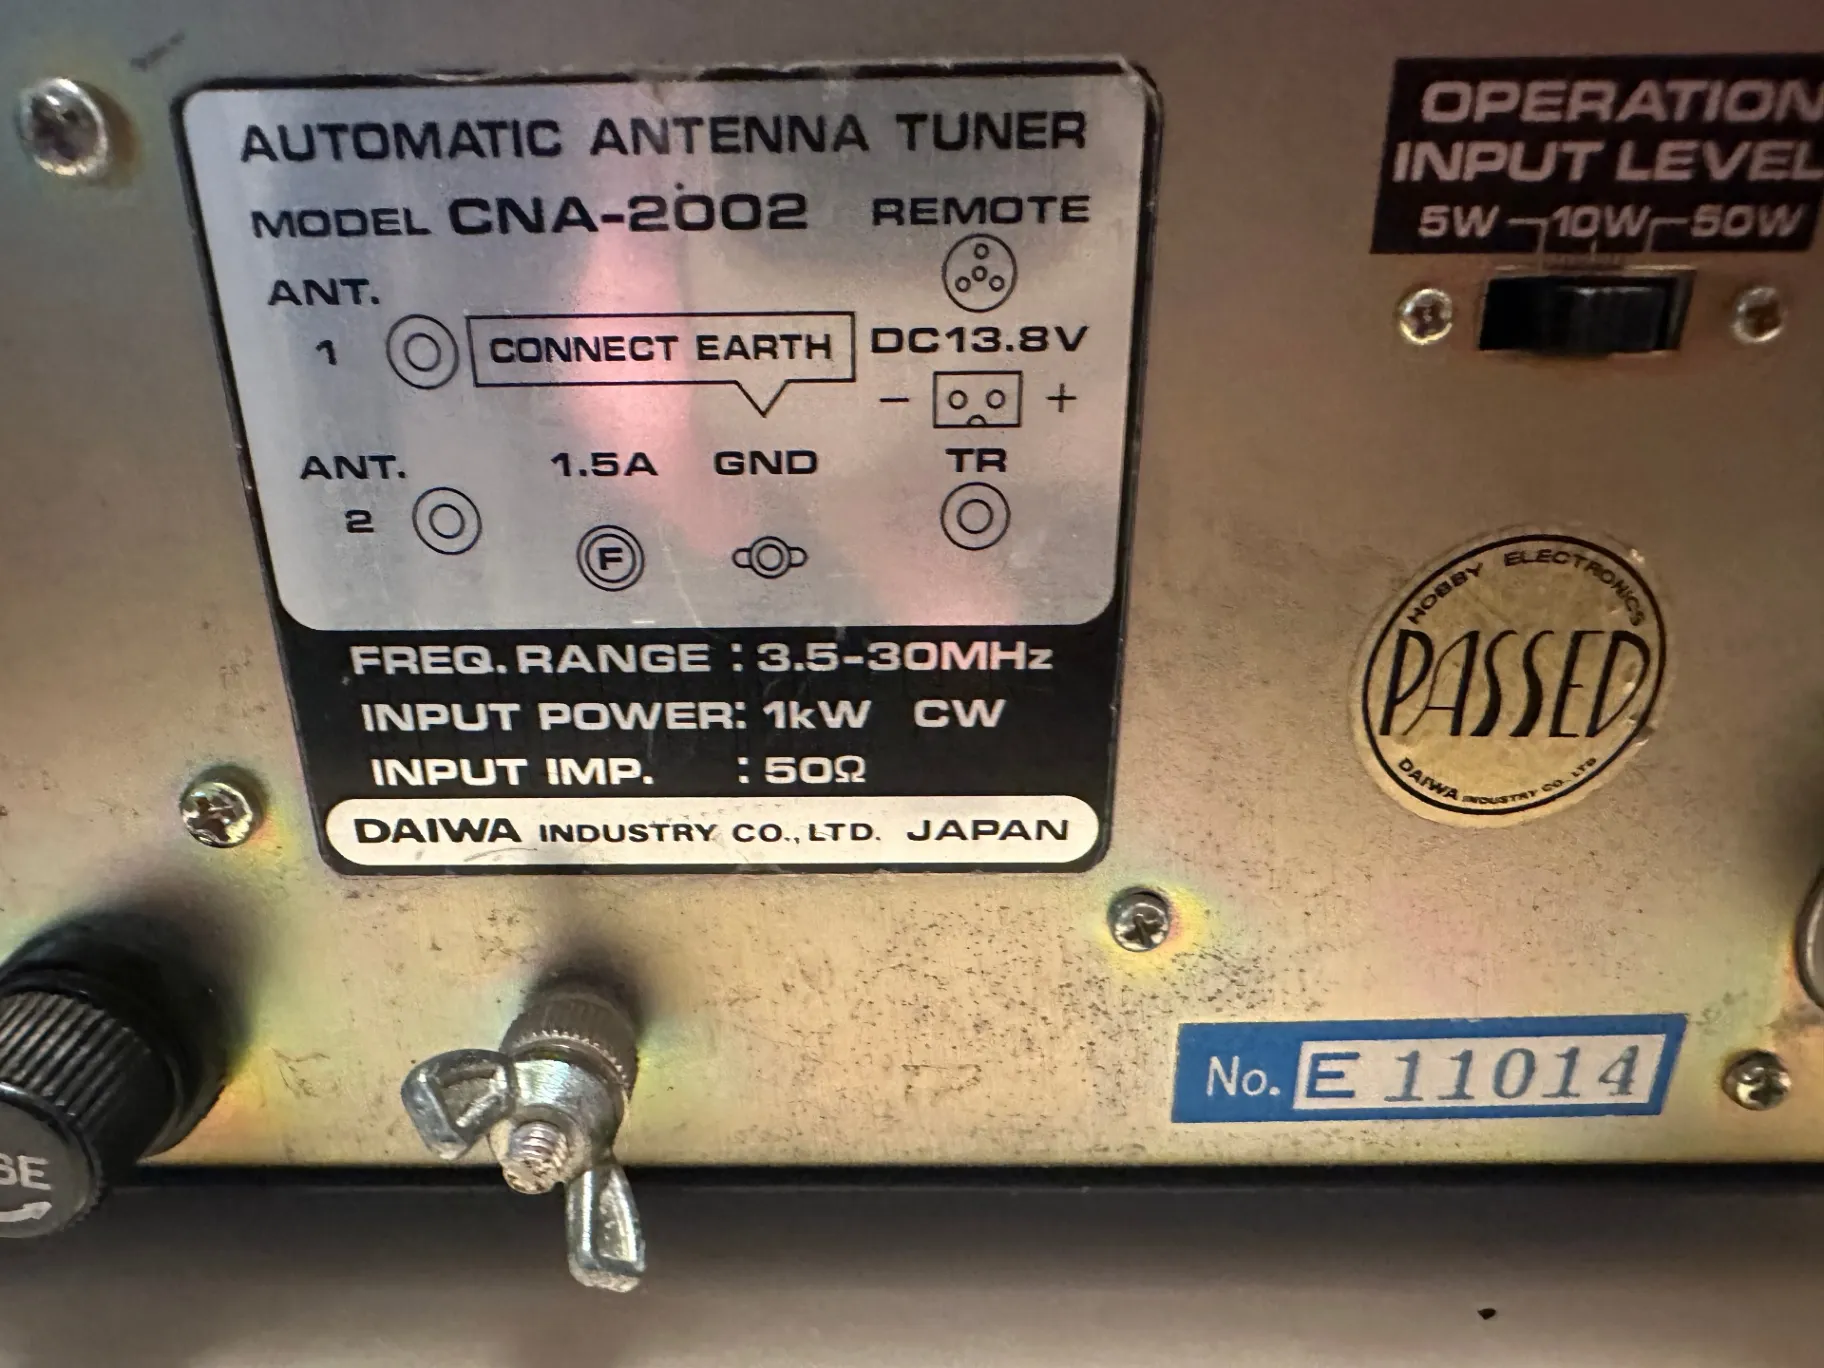 AUTOMATIC ANTENNA TUNER
MODEL CNA-2002 REMOTE
ANT.
1
CONNECT EARTH
DC13.8V
- +
ANT.
2
1.5A
GND
TR
F
FREQ. RANGE : 3.5-30MHz
INPUT POWER: 1kW CW
INPUT IMP. : 50Ω
DAIWA INDUSTRY CO., LTD. JAPAN
OPERATION
INPUT LEVEL
5W 10W 50W
HOBBY ELECTRONICS
PASSED
DAIWA INDUSTRY CO. LTD
No. E 11014
SE